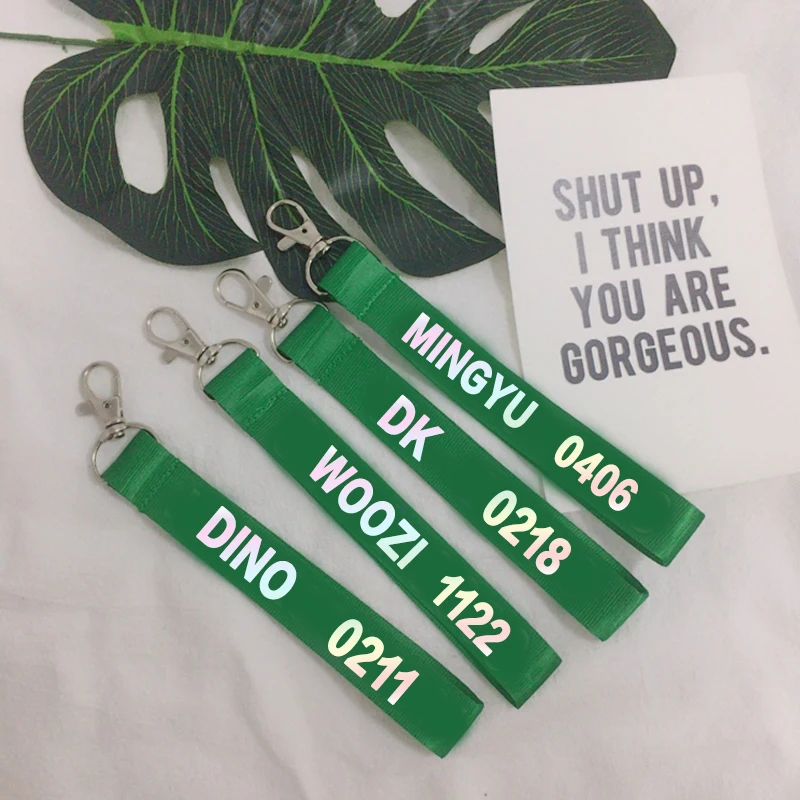 SHUT UP,
I THINK
YOU ARE
GORGEOUS.
MINGYU 0406
DK 0218
WOOZI 1122
DINO 0211